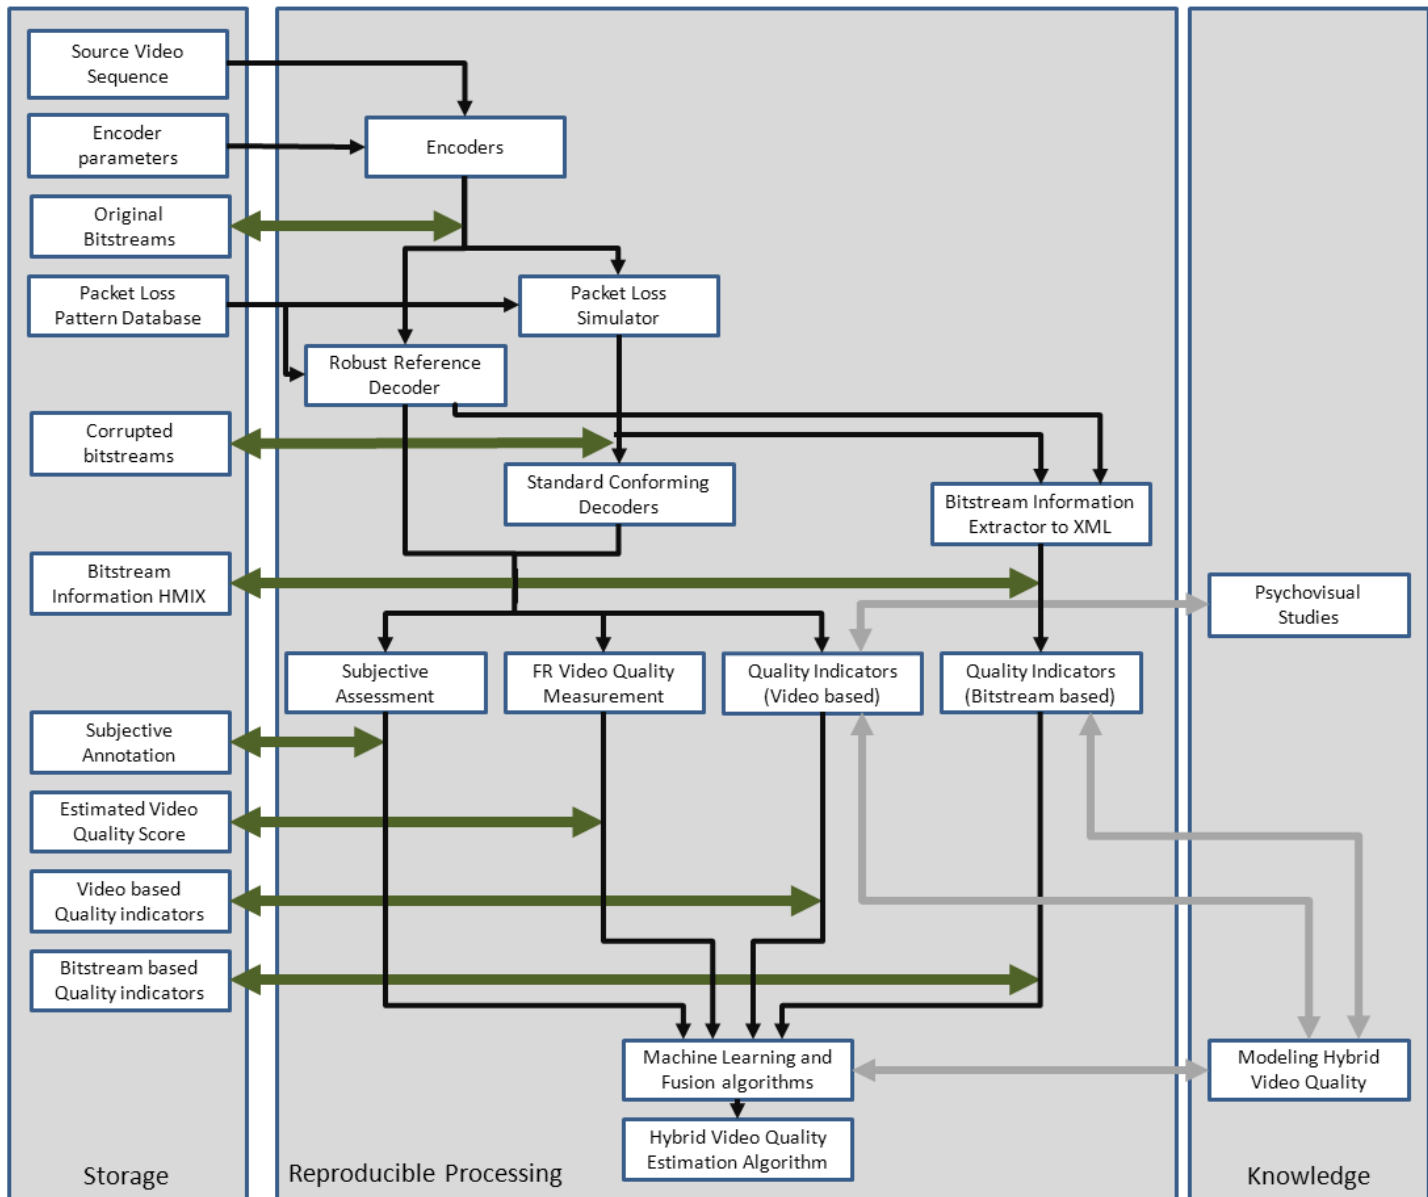 Source Video
Sequence
Encoder
parameters
Encoders
Original
Bitstreams
Packet Loss
Pattern Database
Packet Loss
Simulator
Robust Reference
Decoder
Corrupted
bitstreams
Standard Conforming
Decoders
Bitstream Information
Extractor to XML
Bitstream
Information HMIX
Psychovisual
Studies
Subjective
Assessment
FR Video Quality
Measurement
Quality Indicators
(Video based)
Quality Indicators
(Bitstream based)
Subjective
Annotation
Estimated Video
Quality Score
Video based
Quality indicators
Bitstream based
Quality indicators
Machine Learning and
Fusion algorithms
Modeling Hybrid
Video Quality
Hybrid Video Quality
Estimation Algorithm
Storage
Reproducible Processing
Knowledge